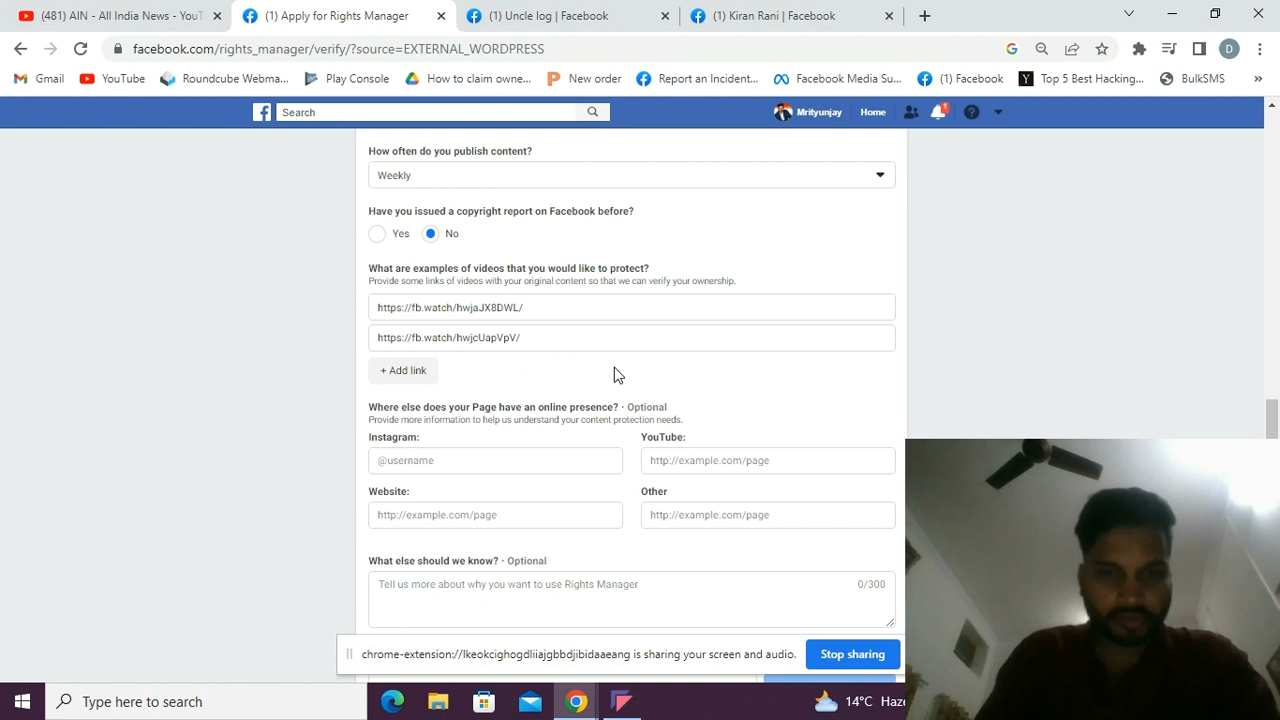 (481) AIN - All India News - YouT
(1) Apply for Rights Manager
(1) Uncle log | Facebook
(1) Kiran Rani | Facebook
facebook.com/rights_manager/verify/?source=EXTERNAL_WORDPRESS
D
Gmail
YouTube
Roundcube Webma...
Play Console
How to claim owne...
New order
Report an Incident...
Facebook Media Su...
(1) Facebook
Top 5 Best Hacking...
BulkSMS
»
Search
Mrityunjay
Home
1
How often do you publish content?
Weekly
Have you issued a copyright report on Facebook before?
Yes
No
What are examples of videos that you would like to protect?
Provide some links of videos with your original content so that we can verify your ownership.
https://fb.watch/hwjaJX8DWL/
https://fb.watch/hwjcUapVpV/
+ Add link
Where else does your Page have an online presence? · Optional
Provide more information to help us understand your content protection needs.
Instagram:
YouTube:
@username
http://example.com/page
Website:
Other
http://example.com/page
http://example.com/page
What else should we know? · Optional
Tell us more about why you want to use Rights Manager
0/300
chrome-extension://lkeokcighogdliiajgbbdjibidaaeang is sharing your screen and audio.
Stop sharing
Type here to search
14°C Haze